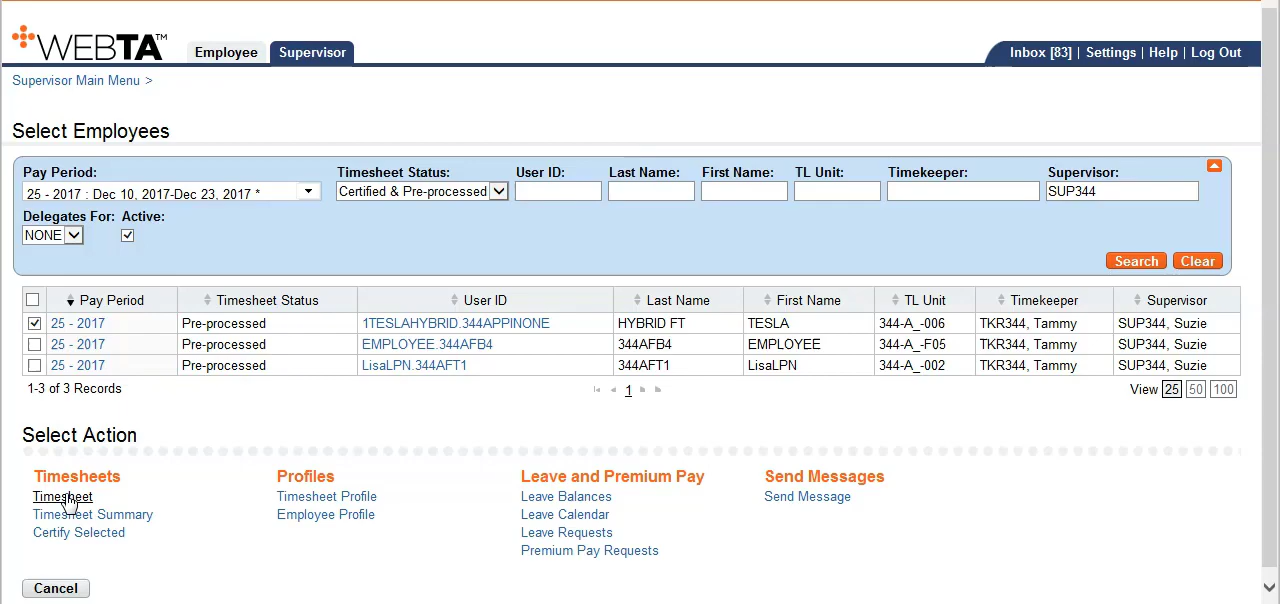 WEBTA™
Employee Supervisor Inbox [83] | Settings | Help | Log Out
Supervisor Main Menu >
Select Employees
Pay Period: Timesheet Status: User ID: Last Name: First Name: TL Unit: Timekeeper: Supervisor:
25 - 2017 : Dec 10, 2017-Dec 23, 2017 * Certified & Pre-processed SUP344
Delegates For: Active:
NONE
Search Clear
Pay Period Timesheet Status User ID Last Name First Name TL Unit Timekeeper Supervisor
25 - 2017 Pre-processed 1TESLAHYBRID.344APPINONE HYBRID FT TESLA 344-A_-006 TKR344, Tammy SUP344, Suzie
25 - 2017 Pre-processed EMPLOYEE.344AFB4 344AFB4 EMPLOYEE 344-A_-F05 TKR344, Tammy SUP344, Suzie
25 - 2017 Pre-processed LisaLPN.344AFT1 344AFT1 LisaLPN 344-A_-002 TKR344, Tammy SUP344, Suzie
1-3 of 3 Records 1 View 25 50 100
Select Action
Timesheets Profiles Leave and Premium Pay Send Messages
Timesheet Timesheet Profile Leave Balances Send Message
Timesheet Summary Employee Profile Leave Calendar
Certify Selected Leave Requests
Premium Pay Requests
Cancel